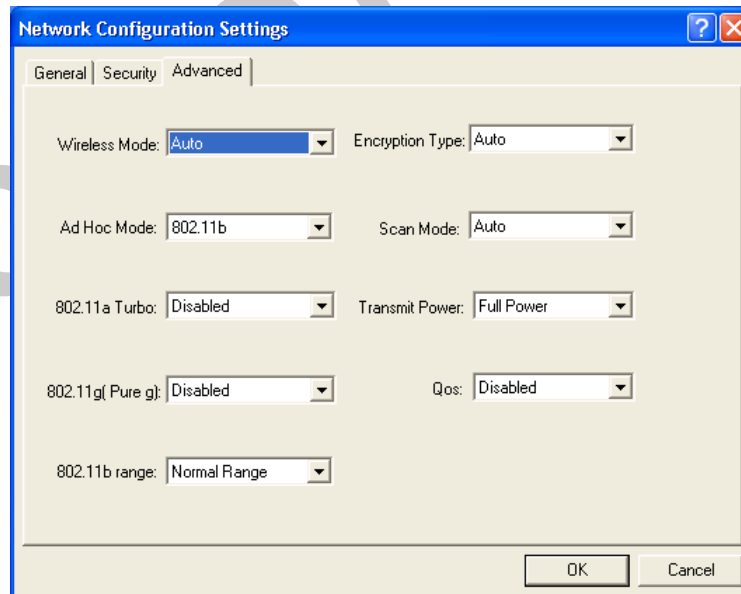 Network Configuration Settings
General Security Advanced
Wireless Mode: Auto Encryption Type: Auto
Ad Hoc Mode: 802.11b Scan Mode: Auto
802.11a Turbo: Disabled Transmit Power: Full Power
802.11g( Pure g): Disabled Qos: Disabled
802.11b range: Normal Range
OK Cancel